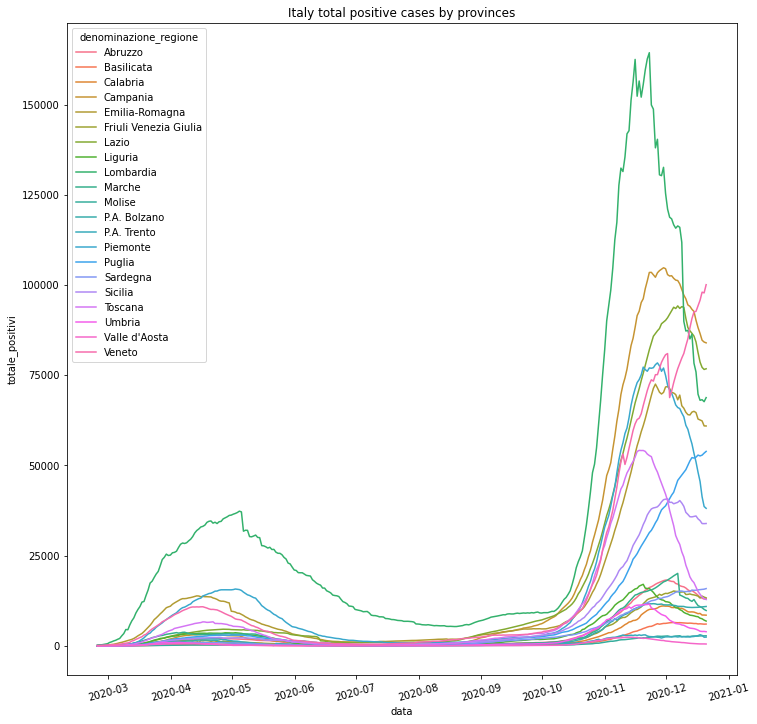 Italy total positive cases by provinces
denominazione_regione
Abruzzo
Basilicata
Calabria
Campania
Emilia-Romagna
Friuli Venezia Giulia
Lazio
Liguria
Lombardia
Marche
Molise
P.A. Bolzano
P.A. Trento
Piemonte
Puglia
Sardegna
Sicilia
Toscana
Umbria
Valle d'Aosta
Veneto
totale_positivi
150000
125000
100000
75000
50000
25000
0
2020-03
2020-04
2020-05
2020-06
2020-07
2020-08
2020-09
2020-10
2020-11
2020-12
2021-01
data